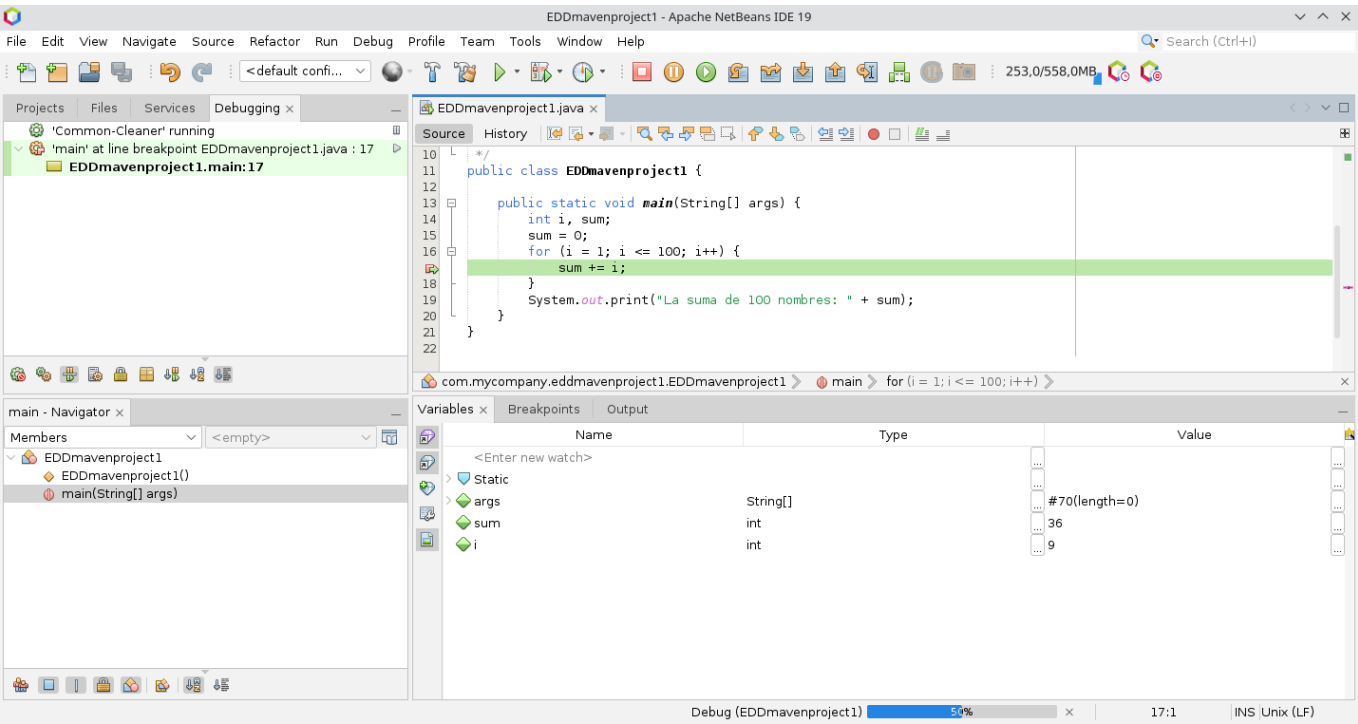 EDDmavenproject1 - Apache NetBeans IDE 19
File Edit View Navigate Source Refactor Run Debug Profile Team Tools Window Help
Search (Ctrl+I)
<default confi...
253,0/558,0MB
Projects Files Services Debugging
'Common-Cleaner' running
'main' at line breakpoint EDDmavenproject1.java : 17
EDDmavenproject1.main:17
EDDmavenproject1.java
Source History
10 */
11 public class EDDmavenproject1 {
12
13 public static void main(String[] args) {
14 int i, sum;
15 sum = 0;
16 for (i = 1; i <= 100; i++) {
sum += i;
18 }
19 System.out.print("La suma de 100 nombres: " + sum);
20 }
21 }
22
com.mycompany.eddmavenproject1.EDDmavenproject1 main for (i = 1; i <= 100; i++)
main - Navigator
Members <empty>
EDDmavenproject1
EDDmavenproject1()
main(String[] args)
Variables Breakpoints Output
Name Type Value
<Enter new watch> ... ...
Static ... ...
args String[] ... #70(length=0) ...
sum int ... 36 ...
i int ... 9 ...
Debug (EDDmavenproject1) 50% 17:1 INS Unix (LF)